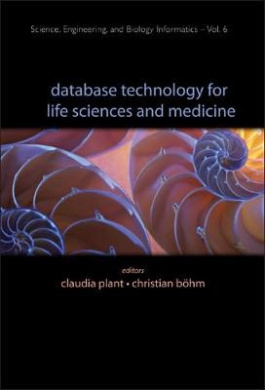 Science, Engineering, and Biology Informatics – Vol. 6
database technology for
life sciences and medicine
editors
claudia plant • christian böhm